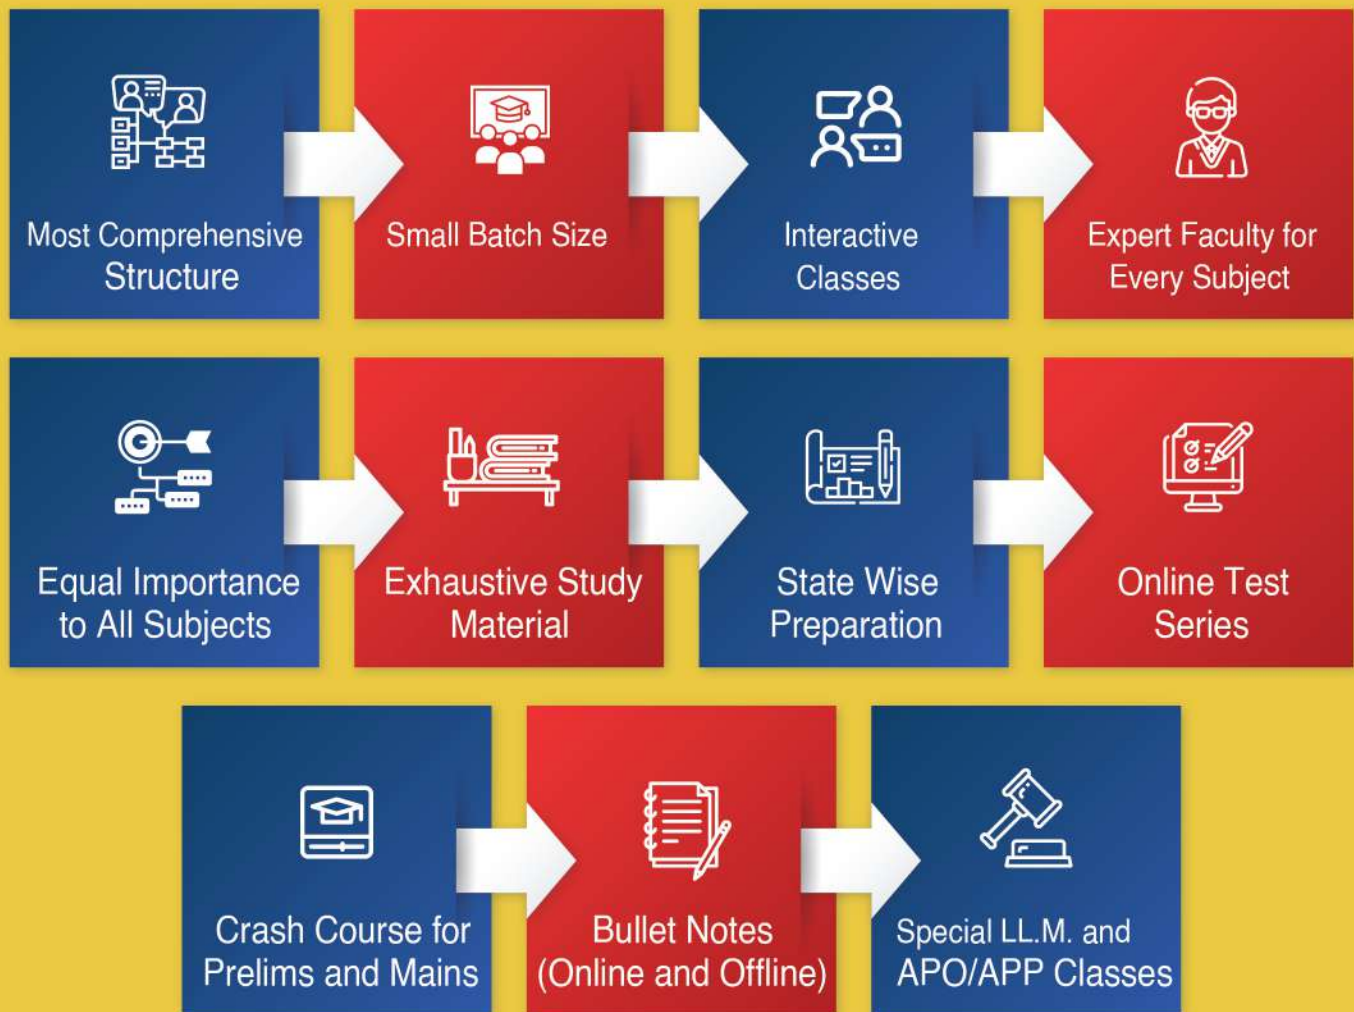 Most Comprehensive
Structure
Small Batch Size
Interactive
Classes
Expert Faculty for
Every Subject
Equal Importance
to All Subjects
Exhaustive Study
Material
State Wise
Preparation
Online Test
Series
Crash Course for
Prelims and Mains
Bullet Notes
(Online and Offline)
Special LL.M. and
APO/APP Classes